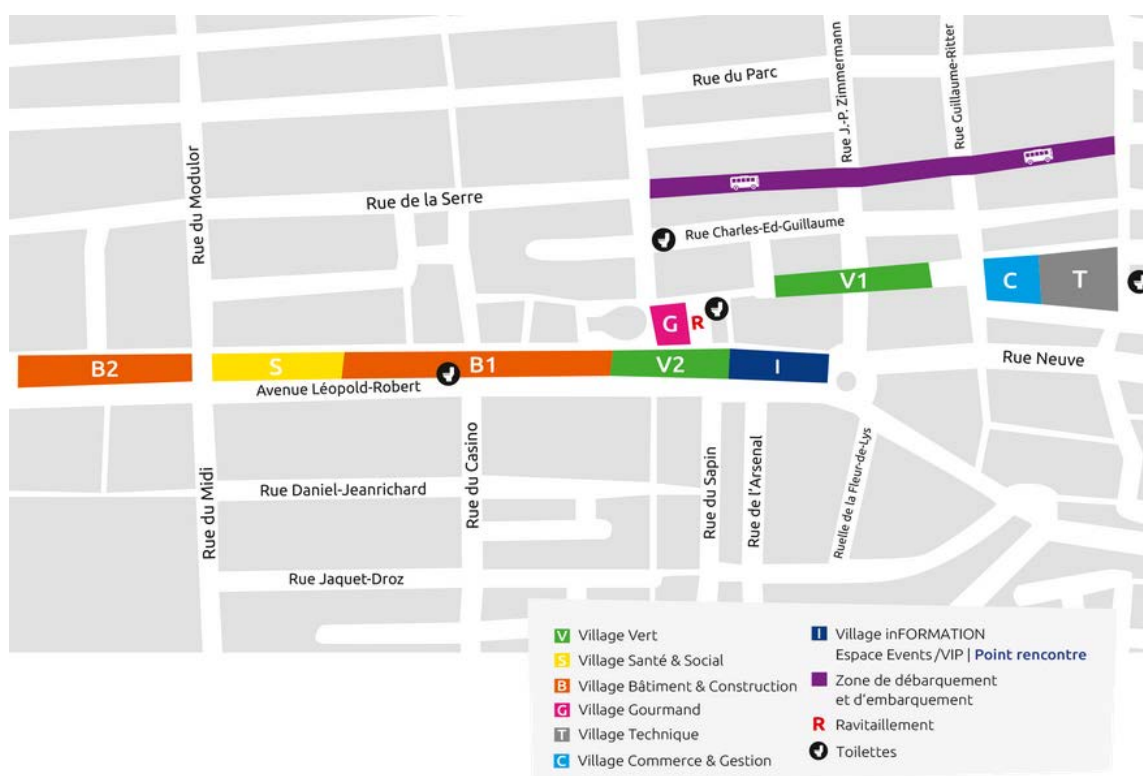 Rue du Parc
Rue J.-P. Zimmermann
Rue Guillaume-Ritter
Rue du Modulor
Rue de la Serre
Rue Charles-Ed-Guillaume
V1
C
T
G
R
B2
S
B1
V2
I
Rue Neuve
Avenue Léopold-Robert
Rue du Midi
Rue du Casino
Rue du Sapin
Rue de l'Arsenal
Ruelle de la Fleur-de-Lys
Rue Daniel-Jeanrichard
Rue Jaquet-Droz
V Village Vert
S Village Santé & Social
B Village Bâtiment & Construction
G Village Gourmand
T Village Technique
C Village Commerce & Gestion
I Village inFORMATION
Espace Events/VIP | Point rencontre
Zone de débarquement
et d'embarquement
R Ravitaillement
Toilettes